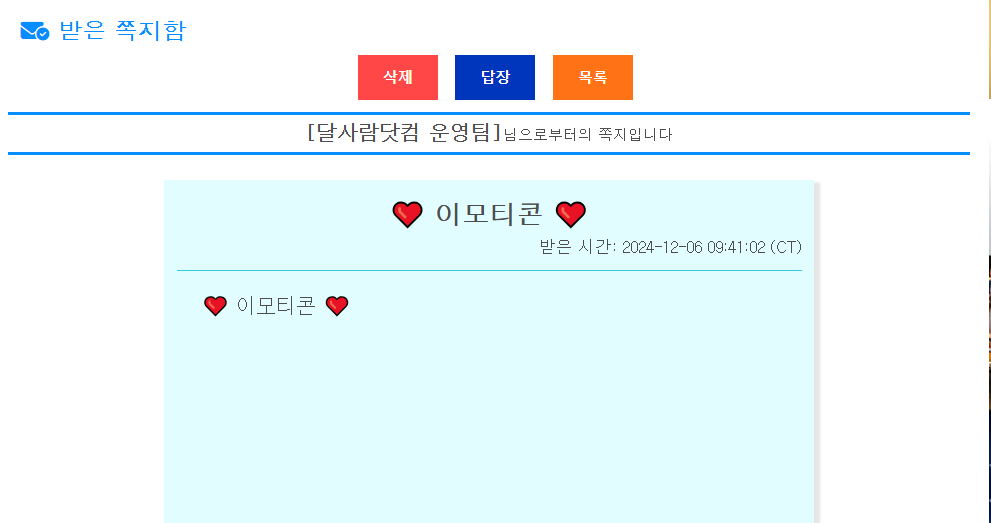 받은 쪽지함
삭제 답장 목록
[달사람닷컴 운영팀]님으로부터의 쪽지입니다
❤ 이모티콘 ❤
받은 시간: 2024-12-06 09:41:02 (CT)
❤ 이모티콘 ❤